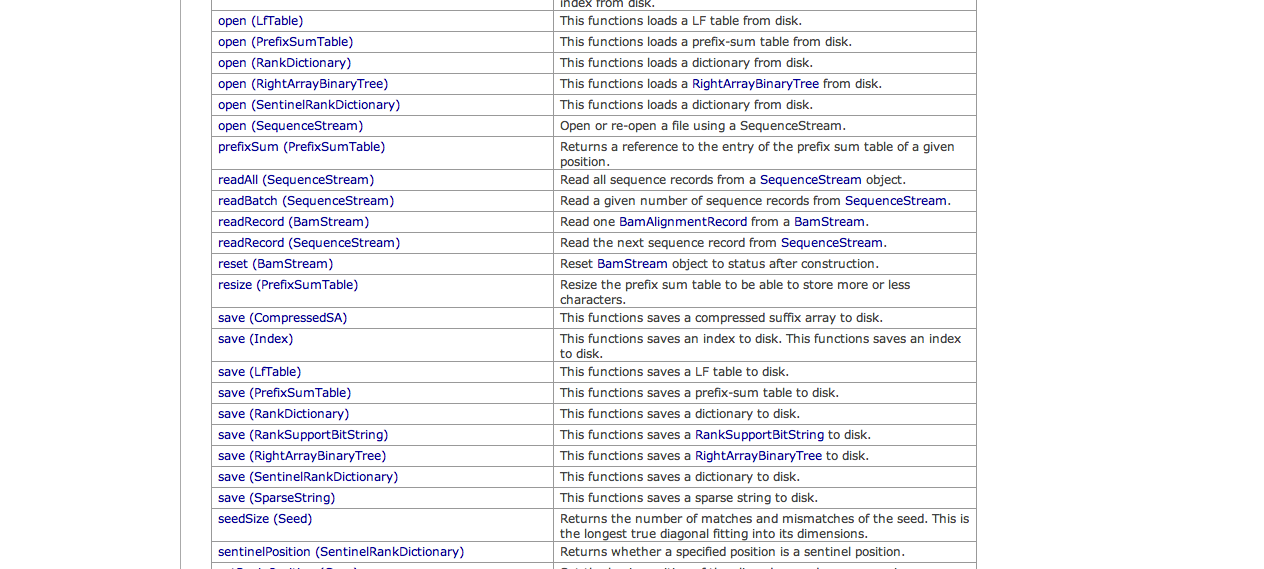 index from disk.
open (LfTable) This functions loads a LF table from disk.
open (PrefixSumTable) This functions loads a prefix-sum table from disk.
open (RankDictionary) This functions loads a dictionary from disk.
open (RightArrayBinaryTree) This functions loads a RightArrayBinaryTree from disk.
open (SentinelRankDictionary) This functions loads a dictionary from disk.
open (SequenceStream) Open or re-open a file using a SequenceStream.
prefixSum (PrefixSumTable) Returns a reference to the entry of the prefix sum table of a given
position.
readAll (SequenceStream) Read all sequence records from a SequenceStream object.
readBatch (SequenceStream) Read a given number of sequence records from SequenceStream.
readRecord (BamStream) Read one BamAlignmentRecord from a BamStream.
readRecord (SequenceStream) Read the next sequence record from SequenceStream.
reset (BamStream) Reset BamStream object to status after construction.
resize (PrefixSumTable) Resize the prefix sum table to be able to store more or less
characters.
save (CompressedSA) This functions saves a compressed suffix array to disk.
save (Index) This functions saves an index to disk. This functions saves an index
to disk.
save (LfTable) This functions saves a LF table to disk.
save (PrefixSumTable) This functions saves a prefix-sum table to disk.
save (RankDictionary) This functions saves a dictionary to disk.
save (RankSupportBitString) This functions saves a RankSupportBitString to disk.
save (RightArrayBinaryTree) This functions saves a RightArrayBinaryTree to disk.
save (SentinelRankDictionary) This functions saves a dictionary to disk.
save (SparseString) This functions saves a sparse string to disk.
seedSize (Seed) Returns the number of matches and mismatches of the seed. This is
the longest true diagonal fitting into its dimensions.
sentinelPosition (SentinelRankDictionary) Returns whether a specified position is a sentinel position.